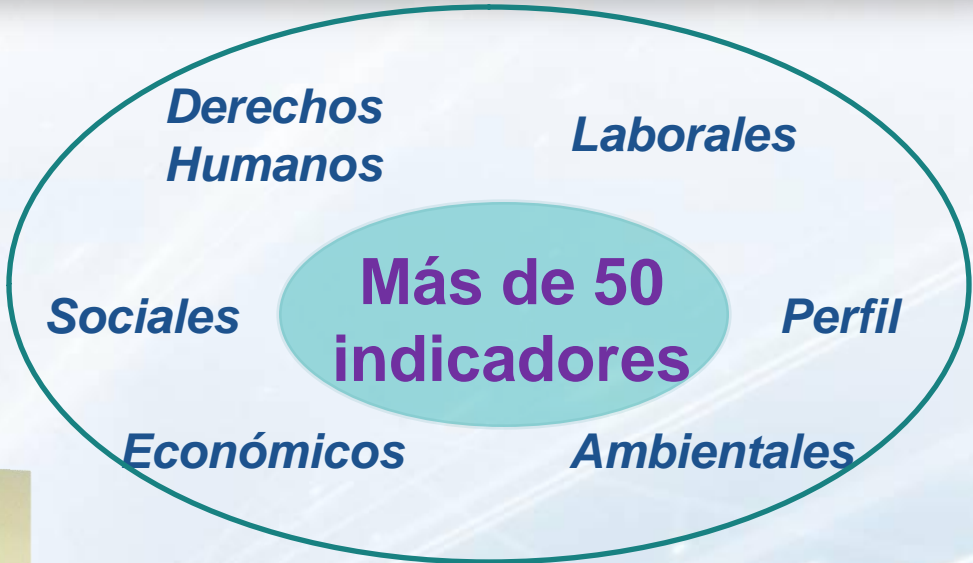 Derechos
Humanos
Laborales
Más de 50
indicadores
Sociales
Perfil
Económicos
Ambientales